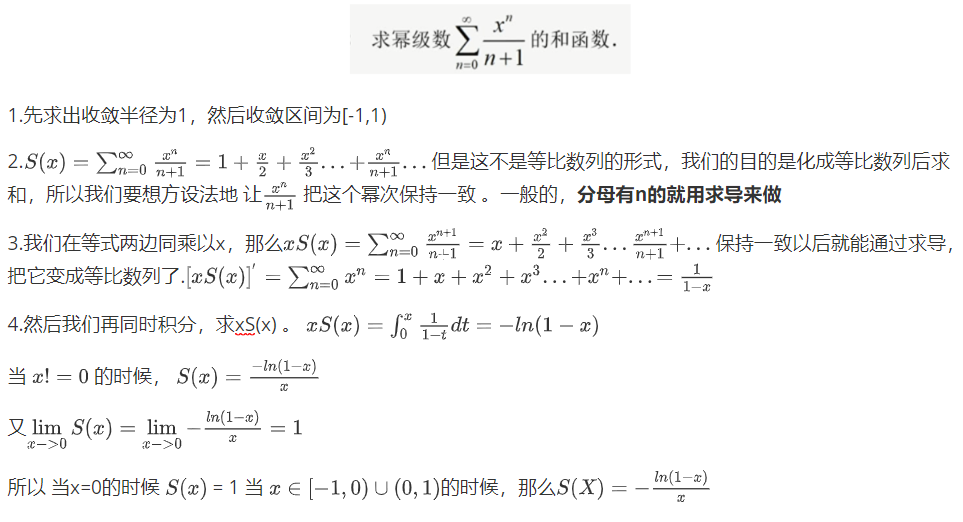 求幂级数 $\sum_{n=0}^{\infty} \frac{x^n}{n+1}$ 的和函数.
1.先求出收敛半径为1，然后收敛区间为[-1,1)
2.$S(x) = \sum_{n=0}^{\infty} \frac{x^n}{n+1} = 1 + \frac{x}{2} + \frac{x^2}{3} \ldots + \frac{x^n}{n+1} \ldots$ 但是这不是等比数列的形式，我们的目的是化成等比数列后求
和，所以我们要想方设法地 让$\frac{x^n}{n+1}$ 把这个幂次保持一致 。一般的，分母有n的就用求导来做
3.我们在等式两边同乘以x，那么$xS(x) = \sum_{n=0}^{\infty} \frac{x^{n+1}}{n+1} = x + \frac{x^2}{2} + \frac{x^3}{3} \ldots \frac{x^{n+1}}{n+1} + \ldots$ 保持一致以后就能通过求导，
把它变成等比数列了.$[xS(x)]^{'} = \sum_{n=0}^{\infty} x^n = 1 + x + x^2 + x^3 \ldots + x^n + \ldots = \frac{1}{1-x}$
4.然后我们再同时积分，求xS(x) 。 $xS(x) = \int_0^x \frac{1}{1-t} dt = -ln(1-x)$
当 $x! = 0$ 的时候， $S(x) = \frac{-ln(1-x)}{x}$
又$\lim_{x->0} S(x) = \lim_{x->0} -\frac{ln(1-x)}{x} = 1$
所以 当x=0的时候 $S(x)$ = 1 当 $x \in [-1,0) \cup (0,1)$的时候，那么$S(X) = -\frac{ln(1-x)}{x}$